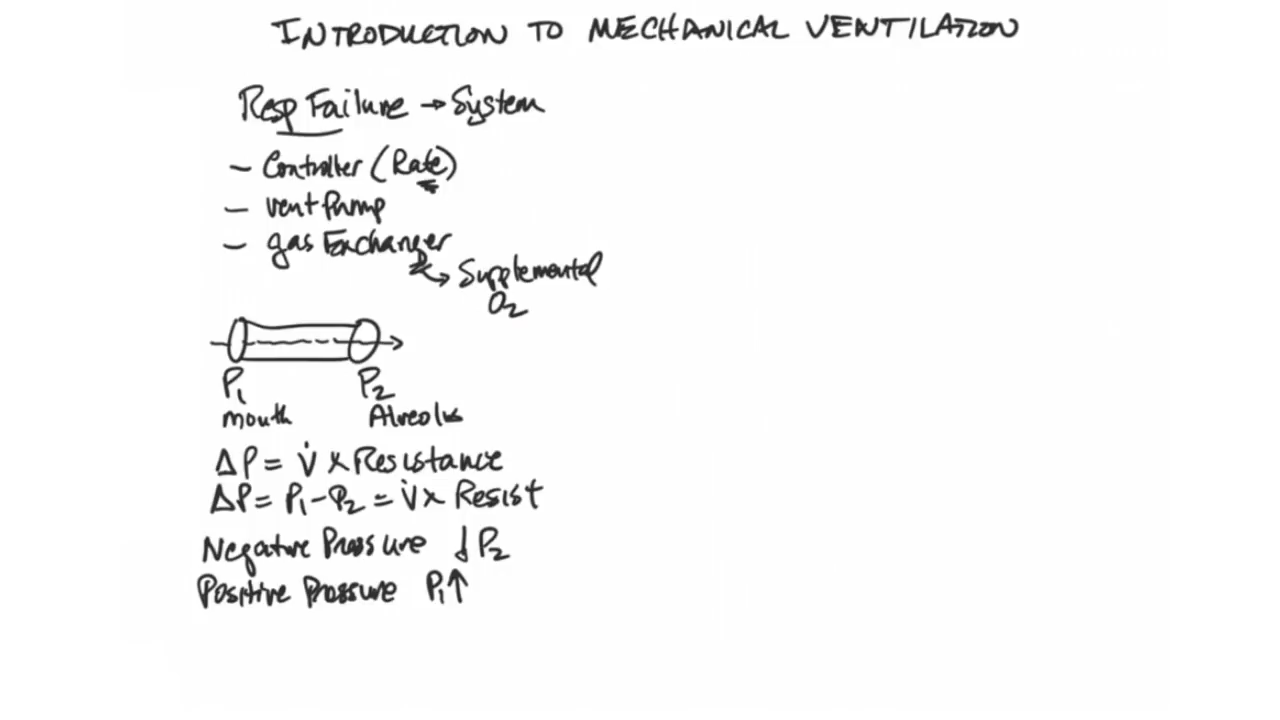 INTRODUCTION TO MECHANICAL VENTILATION
Resp Failure → System
- Controller (Rate)
- Vent Pump
- gas Exchanger
→ Supplemental
O2
P1 P2
mouth Alveolus
ΔP = V̇ x Resistance
ΔP = P1 - P2 = V̇ x Resist
Negative Pressure ↓ P2
Positive Pressure P1 ↑